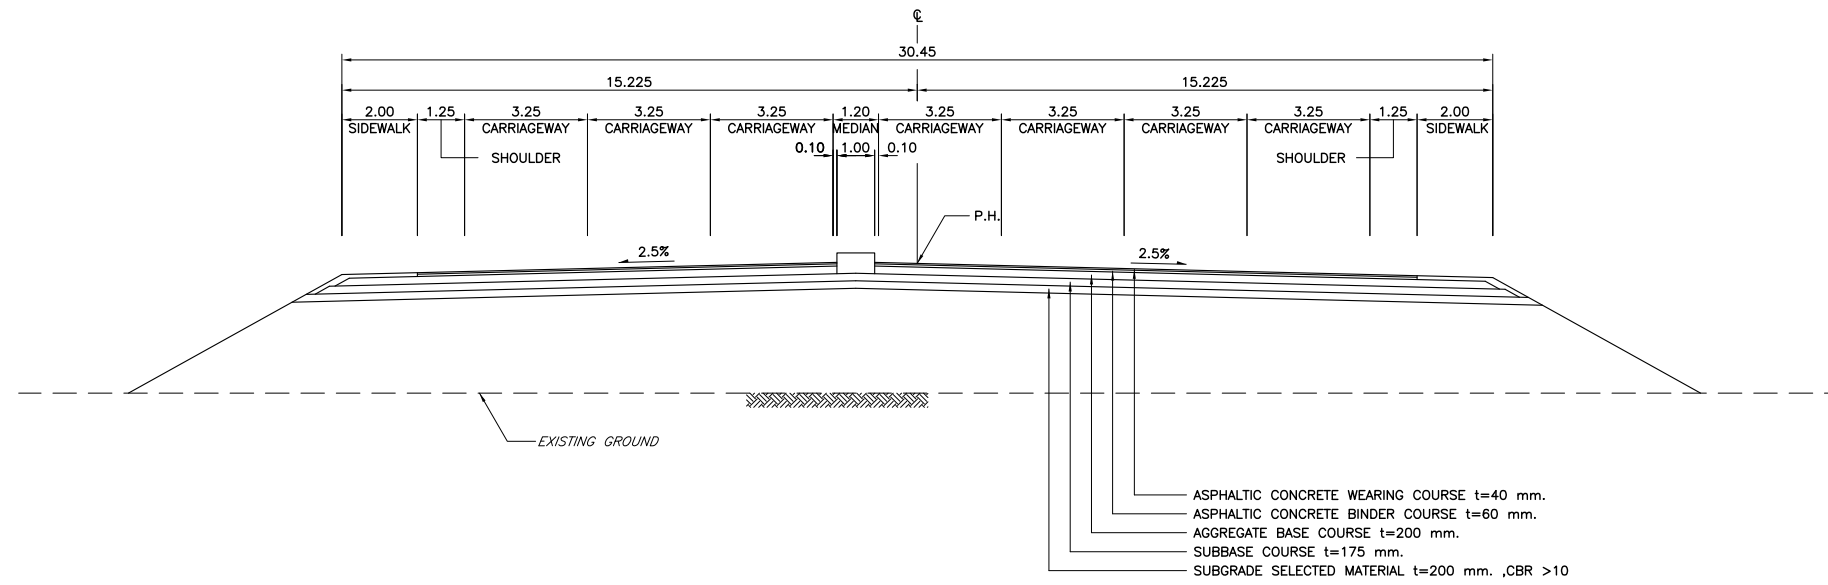 ℄
30.45
15.225 15.225
2.00 1.25 3.25 3.25 3.25 1.20 3.25 3.25 3.25 3.25 1.25 2.00
SIDEWALK CARRIAGEWAY CARRIAGEWAY CARRIAGEWAY MEDIAN CARRIAGEWAY CARRIAGEWAY CARRIAGEWAY CARRIAGEWAY SIDEWALK
0.10 1.00 0.10
SHOULDER SHOULDER
P.H.
2.5% 2.5%
EXISTING GROUND
ASPHALTIC CONCRETE WEARING COURSE t=40 mm.
ASPHALTIC CONCRETE BINDER COURSE t=60 mm.
AGGREGATE BASE COURSE t=200 mm.
SUBBASE COURSE t=175 mm.
SUBGRADE SELECTED MATERIAL t=200 mm. ,CBR >10